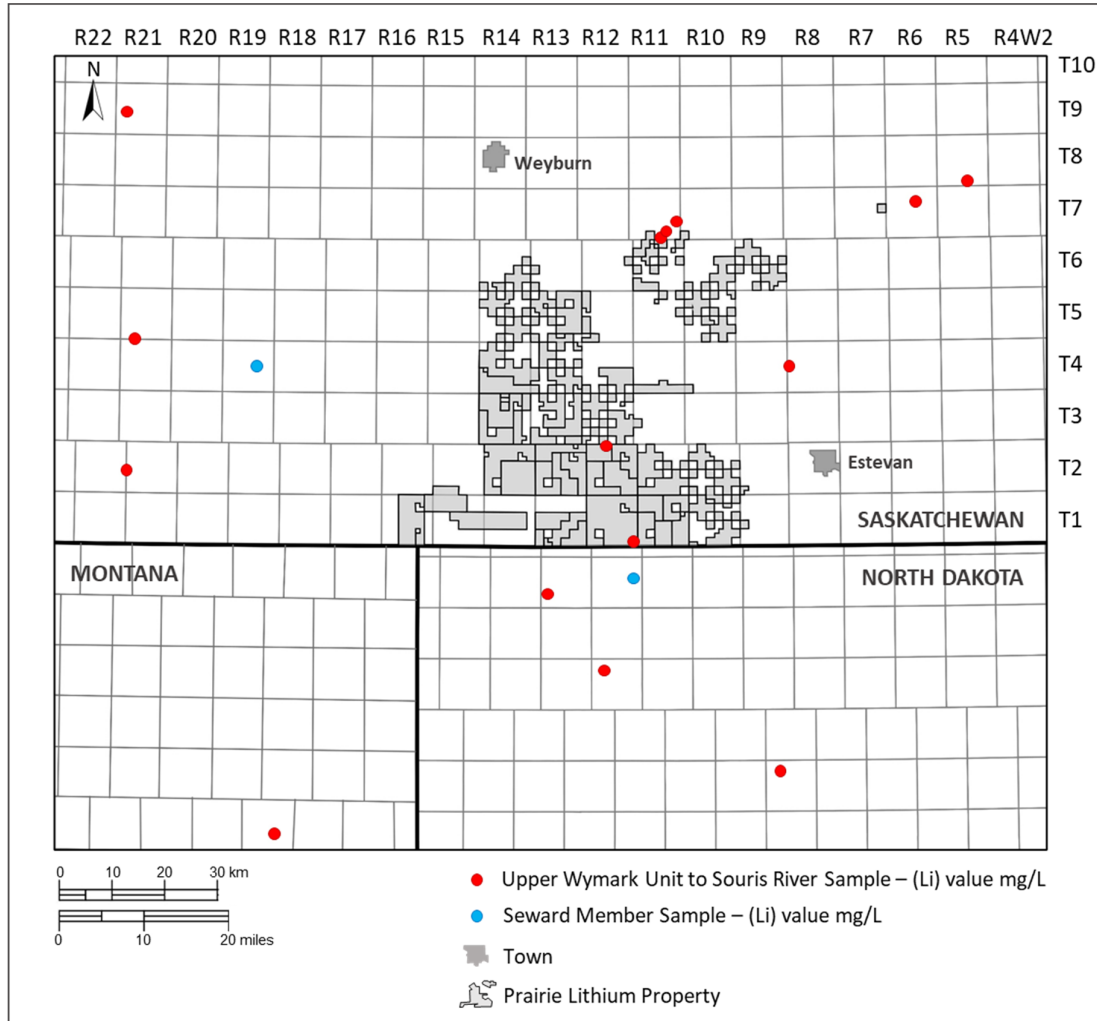 R22 R21 R20 R19 R18 R17 R16 R15 R14 R13 R12 R11 R10 R9 R8 R7 R6 R5 R4W2
T10
N
T9
T8
Weyburn
T7
T6
T5
T4
T3
T2
Estevan
T1
SASKATCHEWAN
MONTANA
NORTH DAKOTA
0 10 20 30 km
0 10 20 miles
Upper Wymark Unit to Souris River Sample – (Li) value mg/L
Seward Member Sample – (Li) value mg/L
Town
Prairie Lithium Property